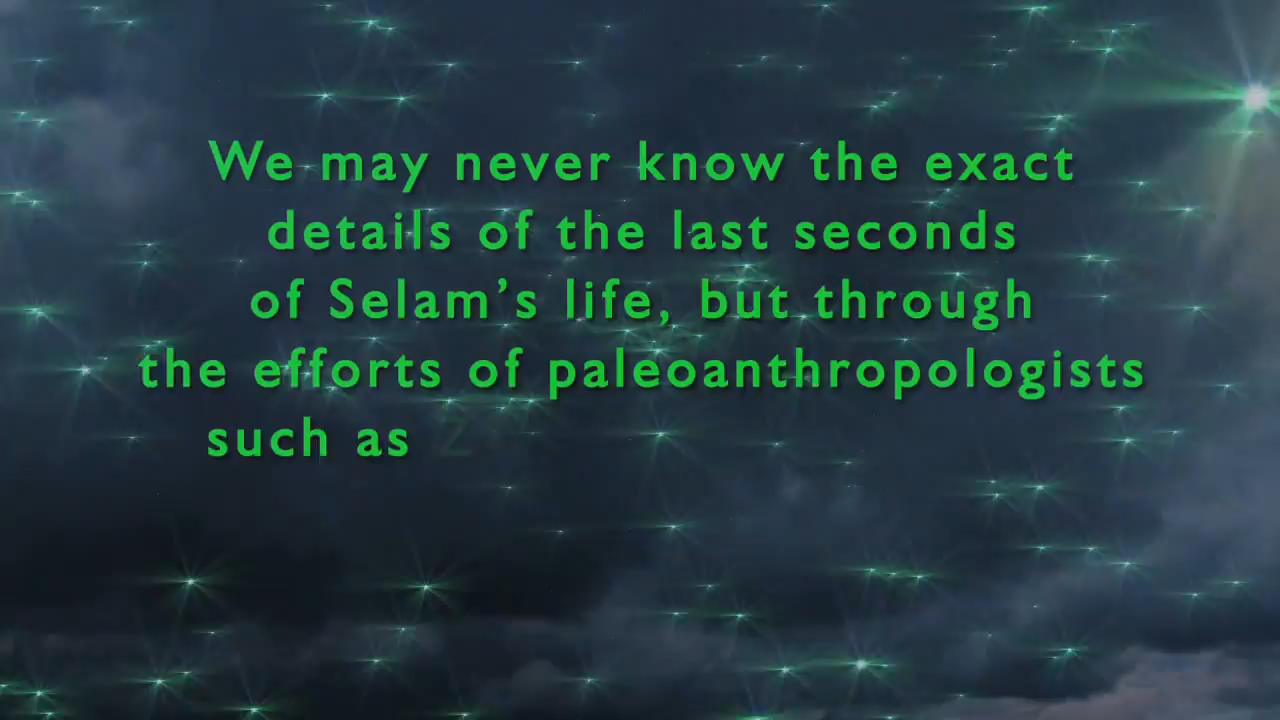 We may never know the exact
details of the last seconds
of Selam’s life, but through
the efforts of paleoanthropologists
such as